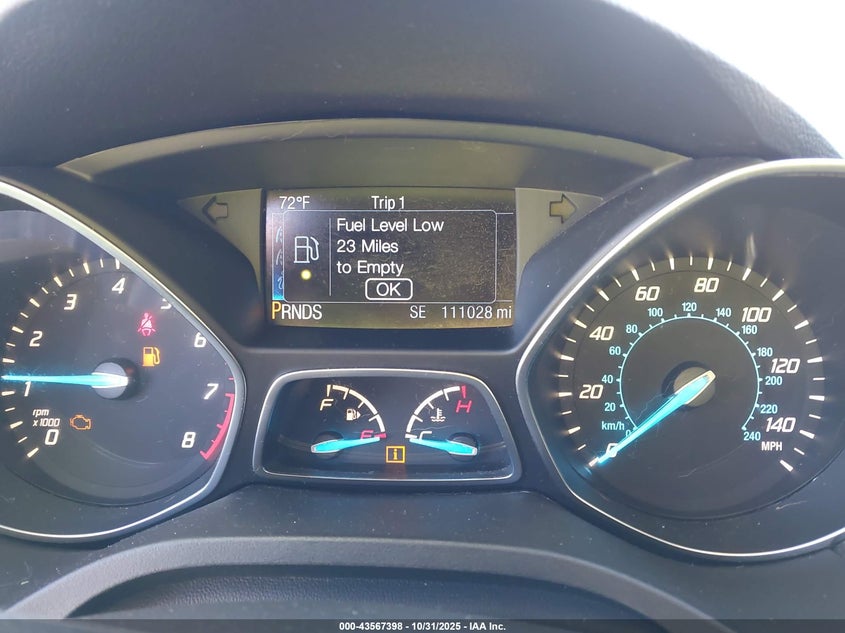 72°F Trip 1
Fuel Level Low
23 Miles
to Empty
OK
PRNDS SE 111028 mi
0 1 2 3 4 5 6 7 8
rpm
x1000
F E
C H
i
0 20 40 60 80 100 120 140
MPH
0 20 40 60 80 100 120 140 160 180 200 220 240
km/h
000-43567398 - 10/31/2025 - IAA Inc.